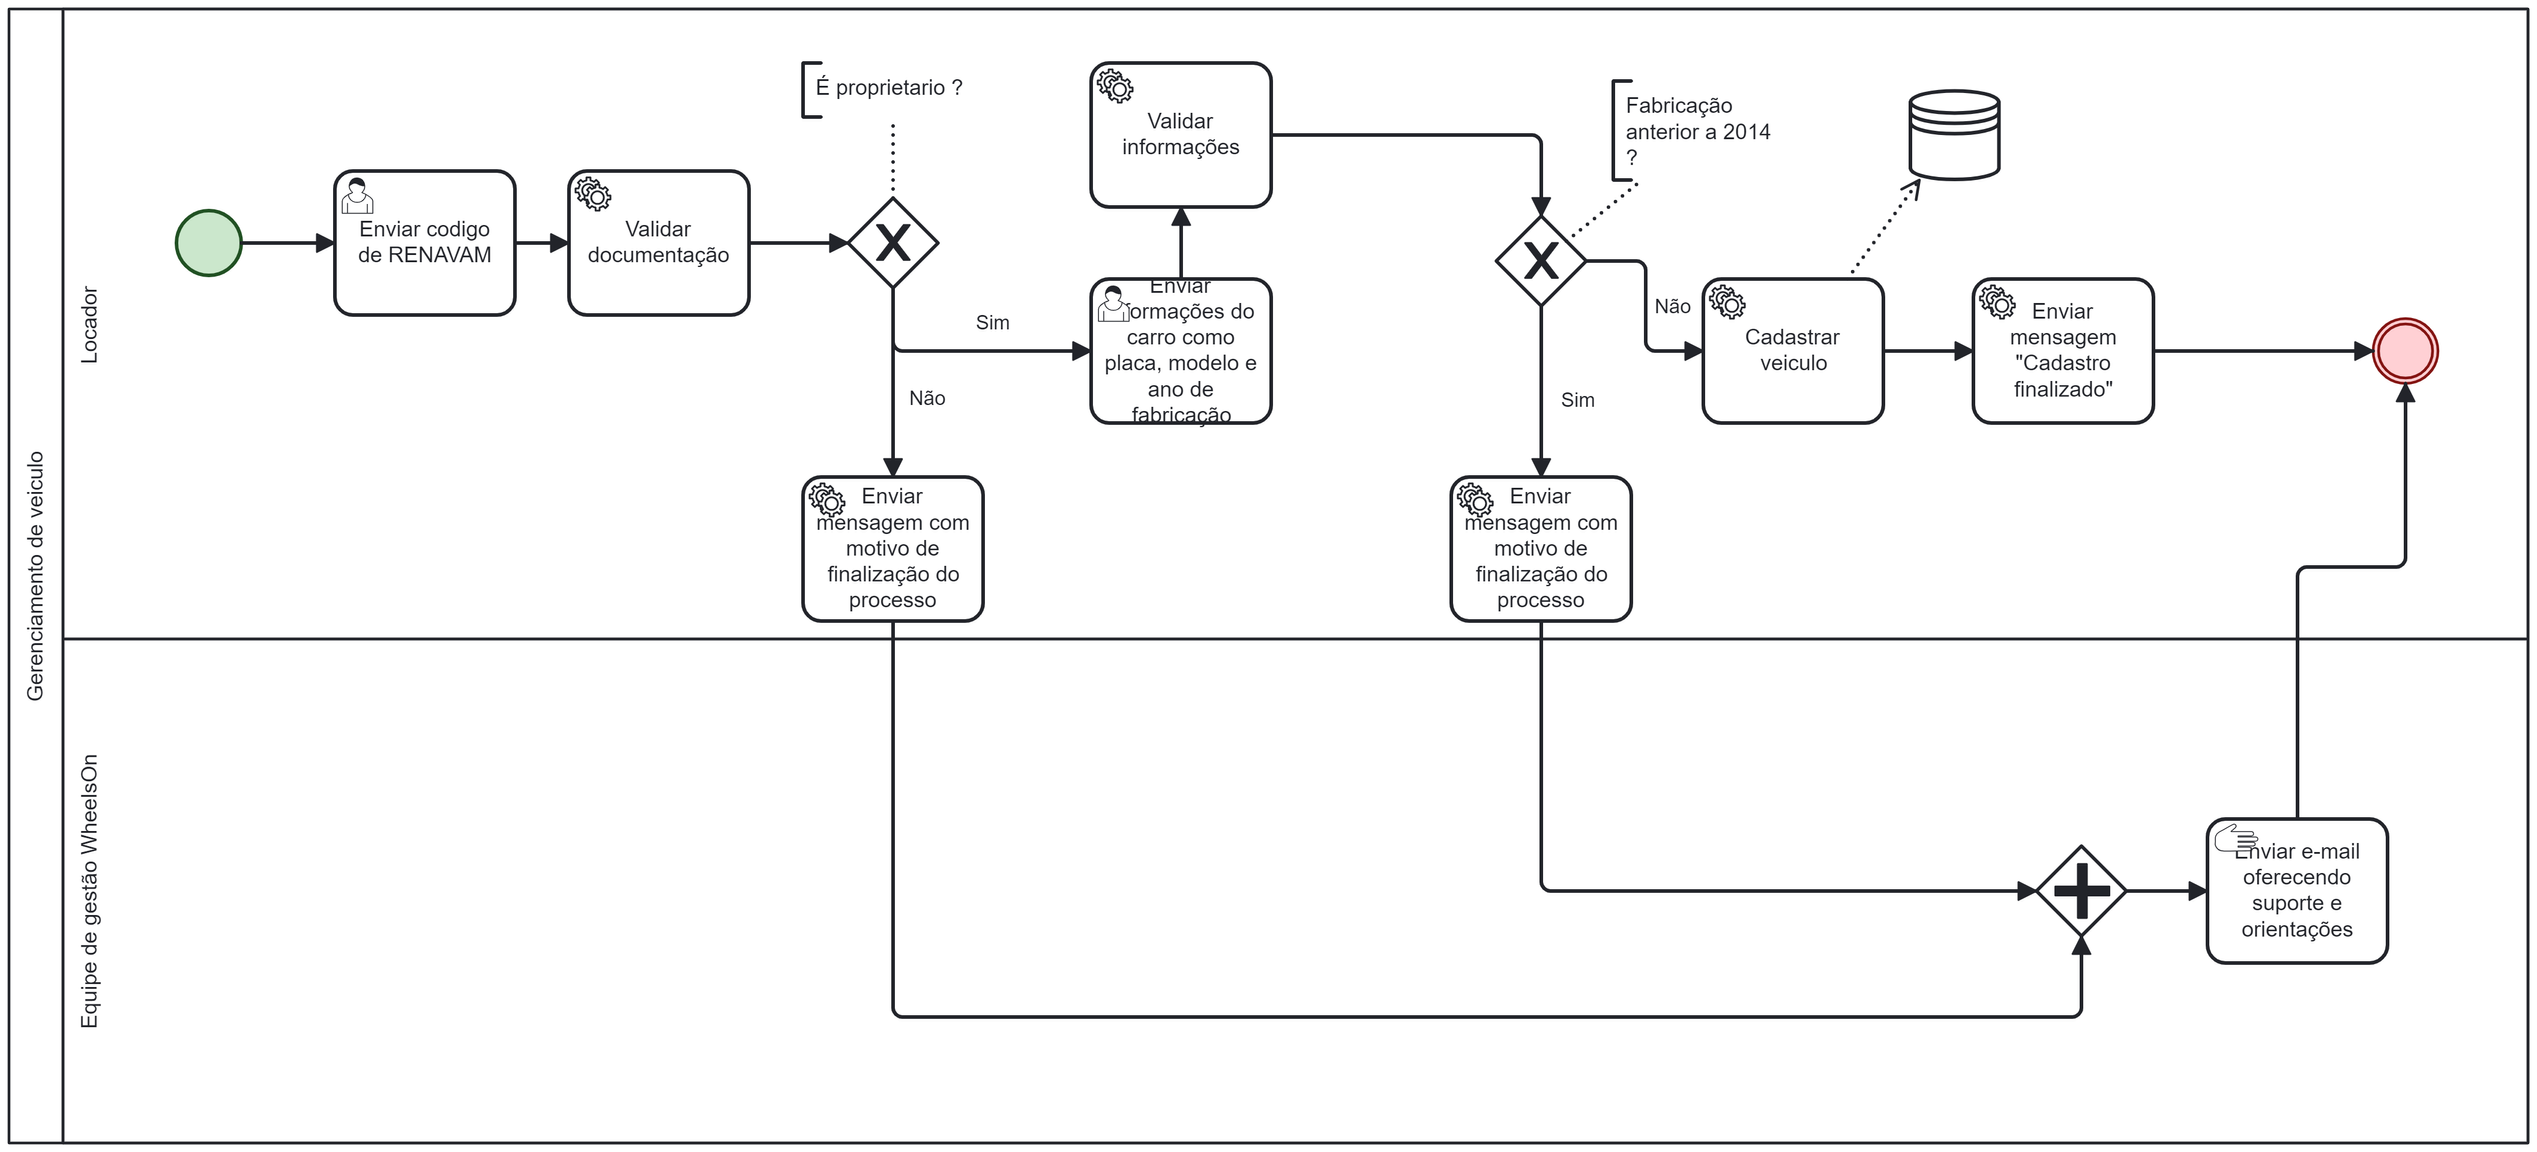 Gerenciamento de veiculo
Locador
É proprietario ?
Enviar codigo
de RENAVAM
Validar
documentação
Sim
Não
Enviar
mensagem com
motivo de
finalização do
processo
Enviar
ormações do
carro como
placa, modelo e
ano de
fabricação
Validar
informações
Fabricação
anterior a 2014
?
Não
Sim
Enviar
mensagem com
motivo de
finalização do
processo
Cadastrar
veiculo
Enviar
mensagem
"Cadastro
finalizado"
Equipe de gestão WheelsOn
Enviar e-mail
oferecendo
suporte e
orientações